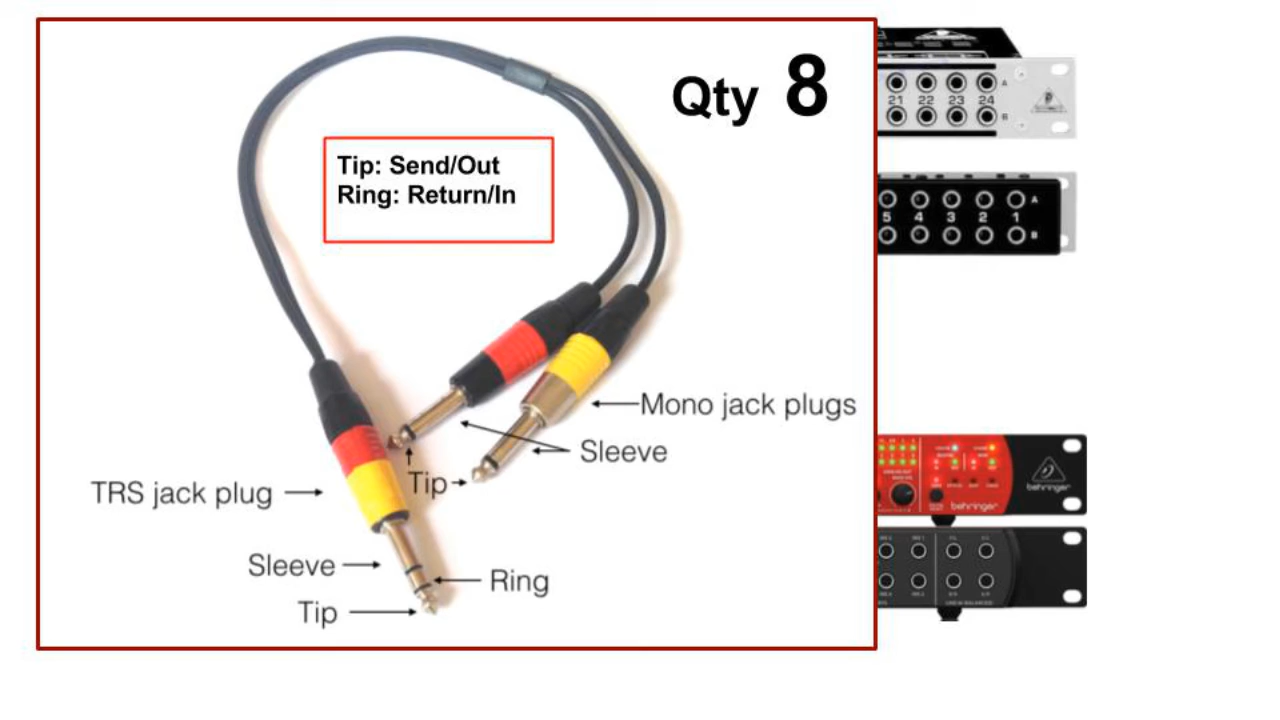 Qty 8
Tip: Send/Out
Ring: Return/In
Mono jack plugs
Sleeve
Tip
TRS jack plug
Sleeve
Ring
Tip
21 22 23 24
A
B
5 4 3 2 1
A
B
behringer
behringer